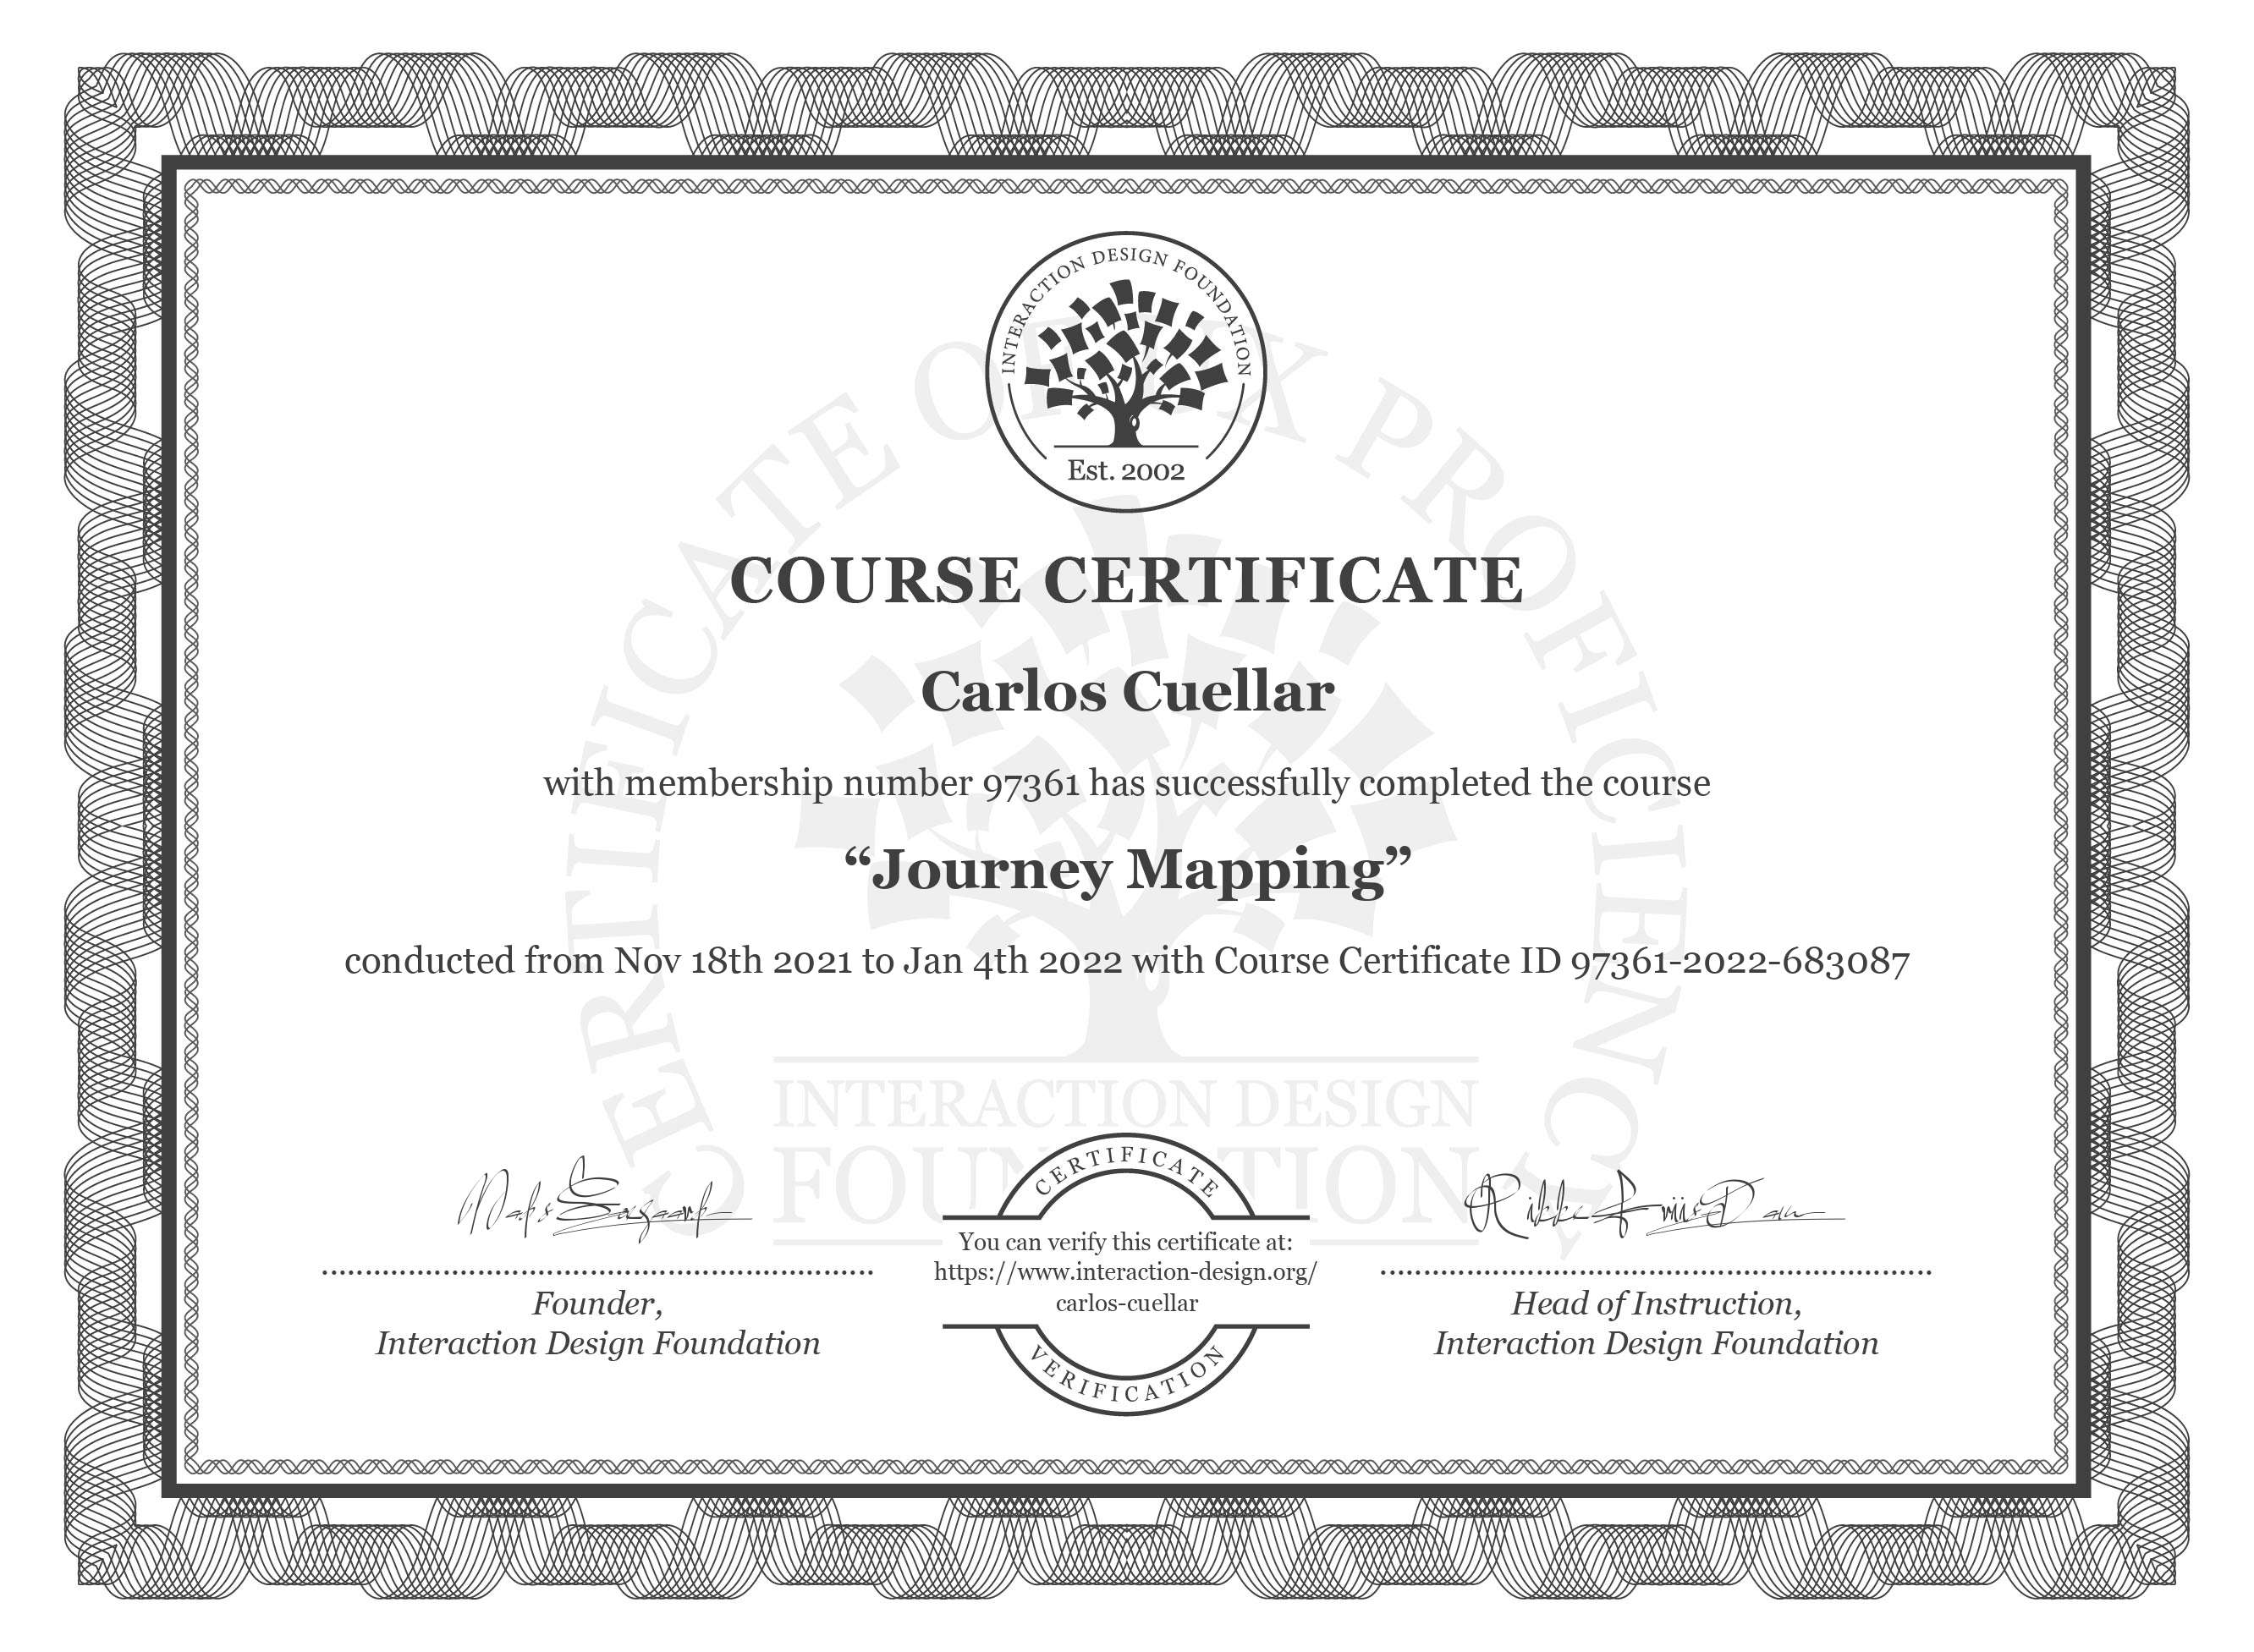 INTERACTION DESIGN FOUNDATION
Est. 2002
CERTIFICATE OF UX PROFICIENCY
COURSE CERTIFICATE
Carlos Cuellar
with membership number 97361 has successfully completed the course
“Journey Mapping”
conducted from Nov 18th 2021 to Jan 4th 2022 with Course Certificate ID 97361-2022-683087
INTERACTION DESIGN
FOUNDATION
Founder,
Interaction Design Foundation
CERTIFICATE
You can verify this certificate at:
https://www.interaction-design.org/
carlos-cuellar
VERIFICATION
Rikke Friis Dam
Head of Instruction,
Interaction Design Foundation